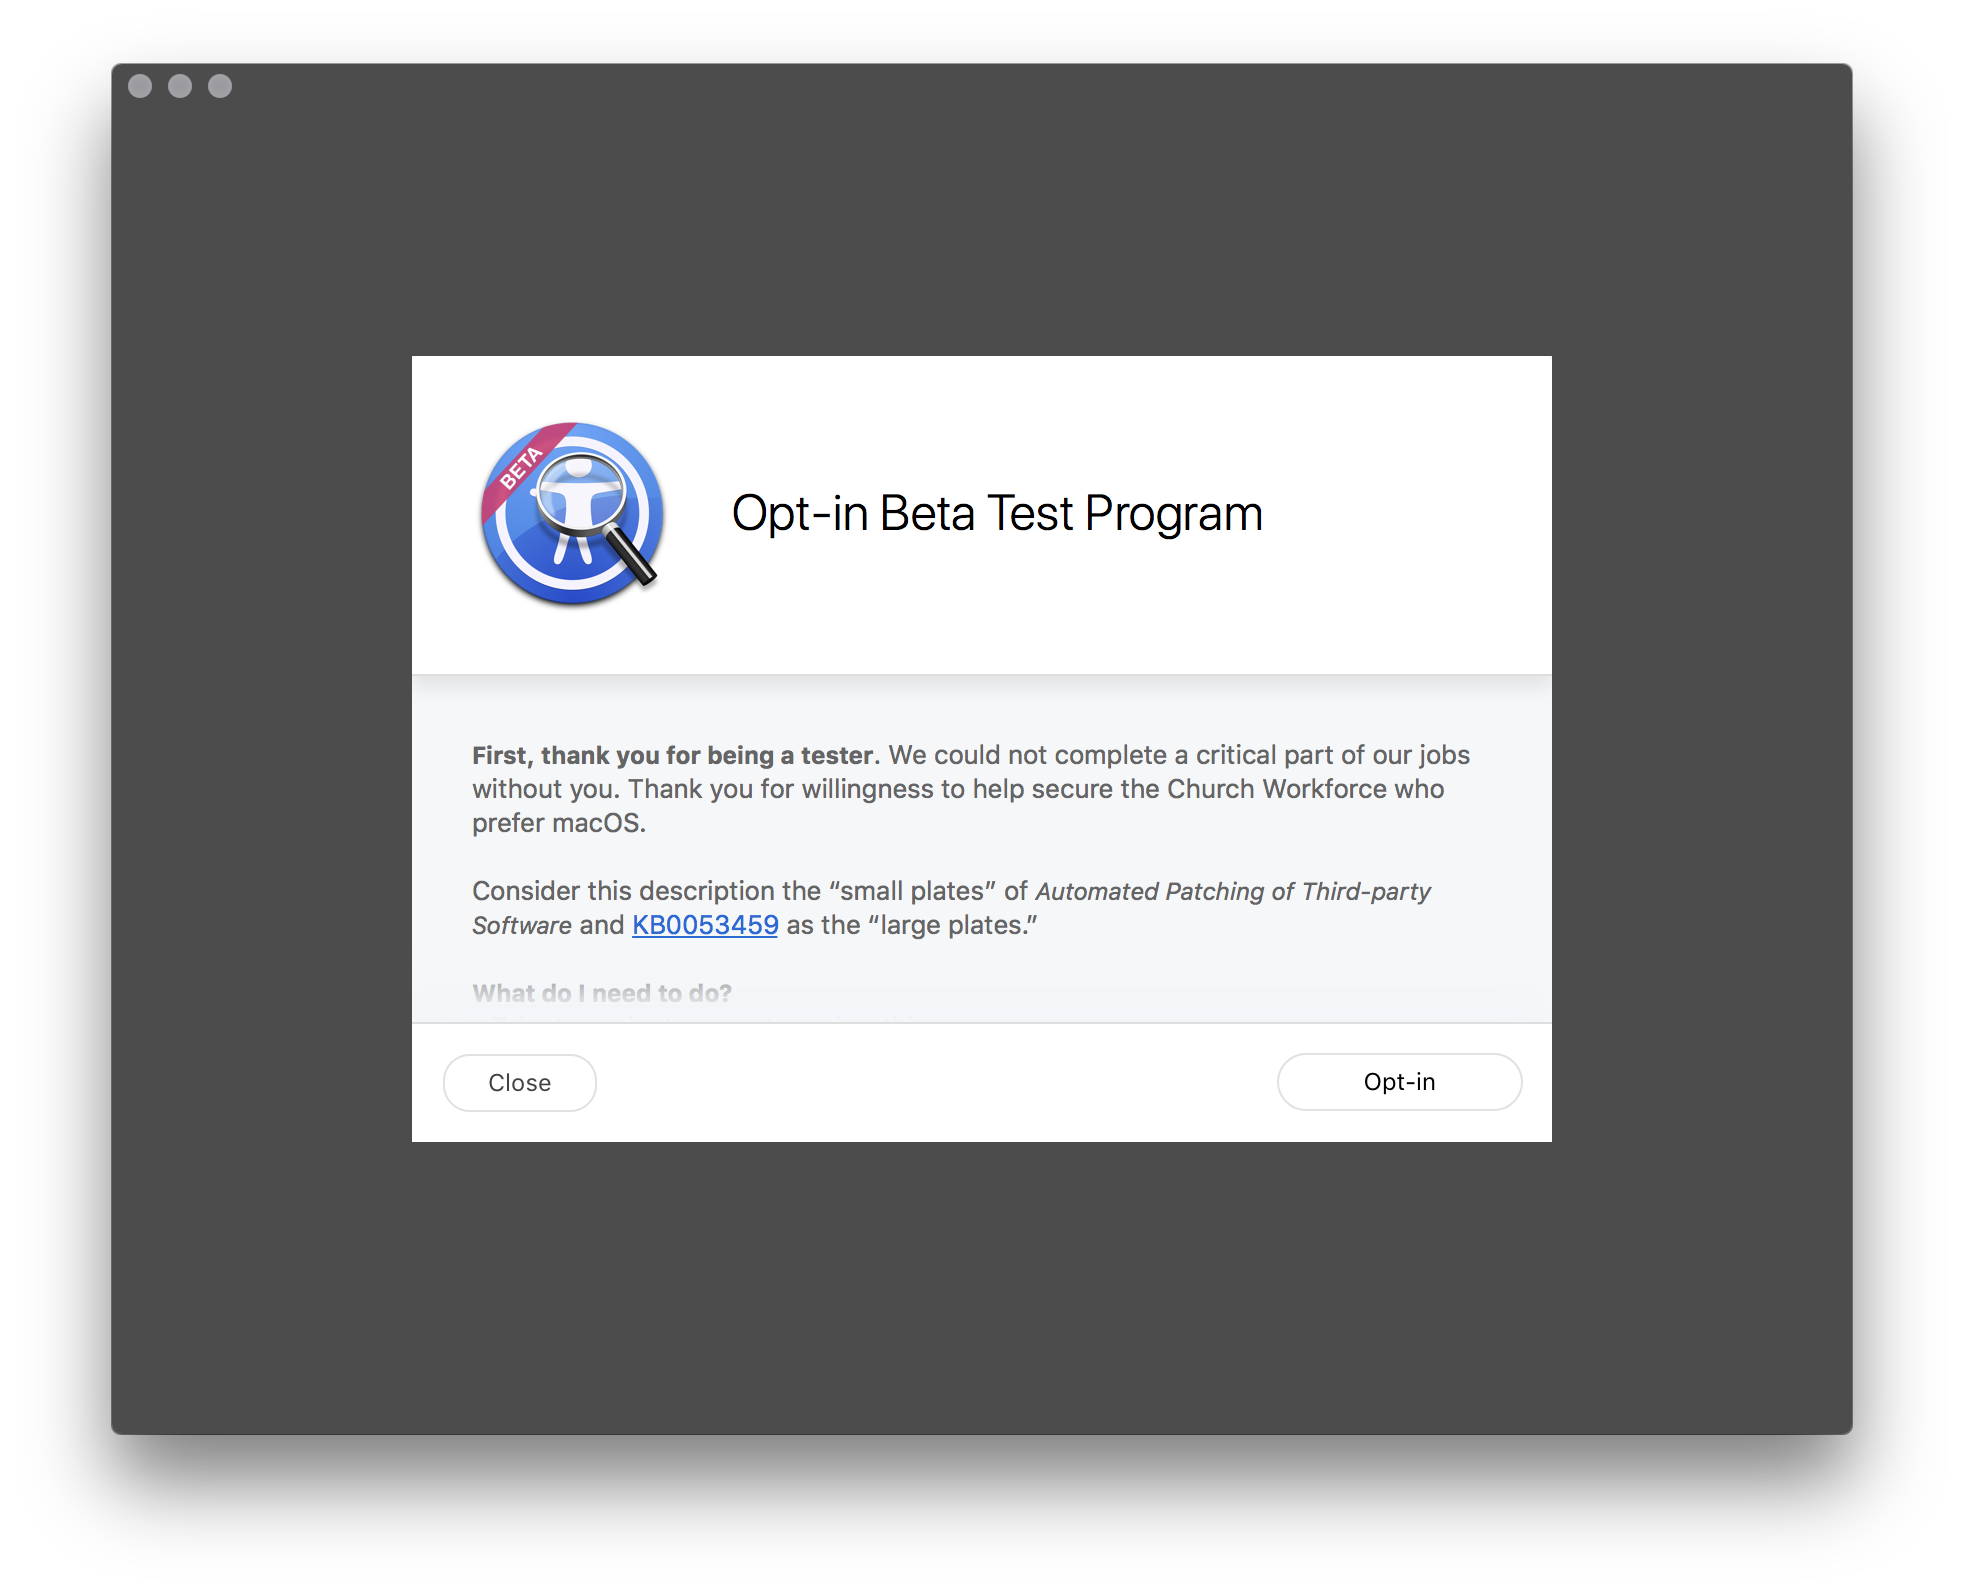 BETA
Opt-in Beta Test Program
First, thank you for being a tester. We could not complete a critical part of our jobs
without you. Thank you for willingness to help secure the Church Workforce who
prefer macOS.
Consider this description the “small plates” of Automated Patching of Third-party
Software and KB0053459 as the “large plates.”
What do I need to do?
Close
Opt-in